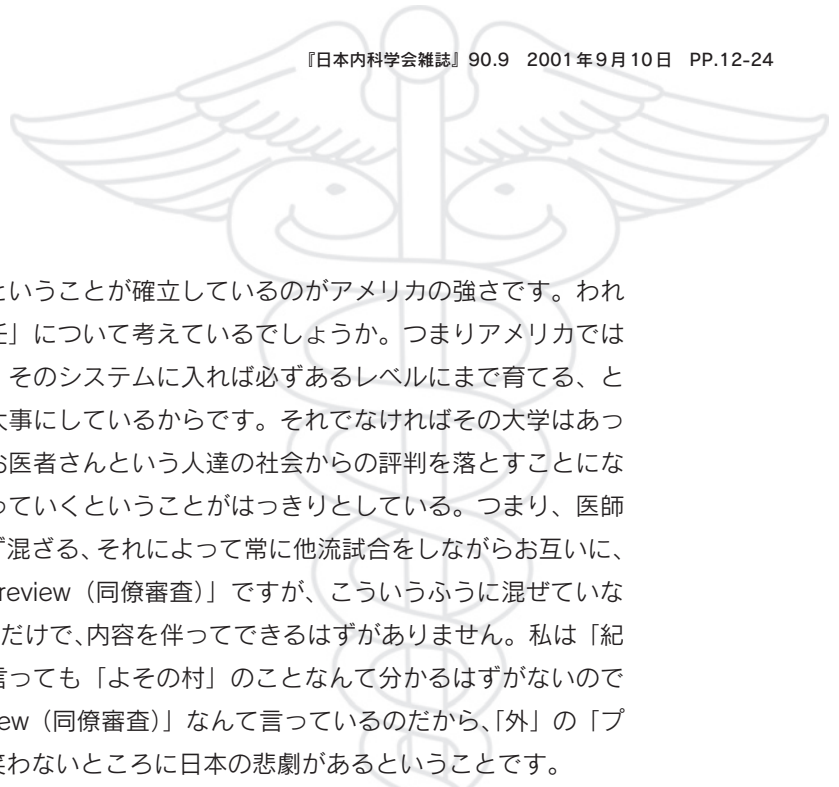 『日本内科学会雑誌』90.9　2001年9月10日　PP.12-24
ということが確立しているのがアメリカの強さです。われ
任」について考えているでしょうか。つまりアメリカでは
、そのシステムに入れば必ずあるレベルにまで育てる、と
大事にしているからです。それでなければその大学はあっ
お医者さんという人達の社会からの評判を落とすことにな
っていくということがはっきりとしている。つまり、医師
ず混ざる、それによって常に他流試合をしながらお互いに、
review（同僚審査）」ですが、こういうふうに混ぜていな
だけで、内容を伴ってできるはずがありません。私は「紀
言っても「よその村」のことなんて分かるはずがないので
ew（同僚審査）」なんて言っているのだから、「外」の「プ
笑わないところに日本の悲劇があるということです。